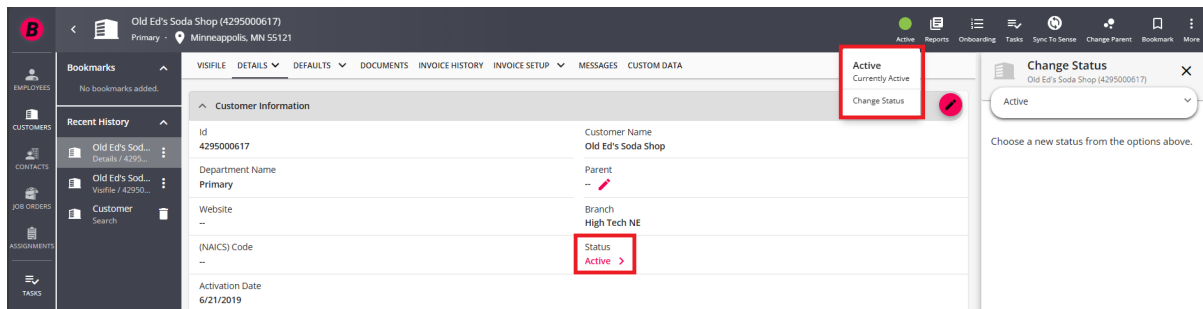 B
Old Ed's Soda Shop (4295000617)
Primary - Minneapolis, MN 55121
Active Reports Onboarding Tasks Sync To Sense Change Parent Bookmark More
EMPLOYEES
CUSTOMERS
CONTACTS
JOB ORDERS
ASSIGNMENTS
TASKS
Bookmarks
No bookmarks added.
Recent History
Old Ed's Sod...
Details / 4295...
Old Ed's Sod...
Visifile / 42950...
Customer
Search
VISIFILE DETAILS DEFAULTS DOCUMENTS INVOICE HISTORY INVOICE SETUP MESSAGES CUSTOM DATA
Customer Information
Id
4295000617
Customer Name
Old Ed's Soda Shop
Department Name
Primary
Parent
--
Website
--
Branch
High Tech NE
(NAICS) Code
--
Status
Active >
Activation Date
6/21/2019
Active
Currently Active
Change Status
Change Status
Old Ed's Soda Shop (4295000617)
Active
Choose a new status from the options above.